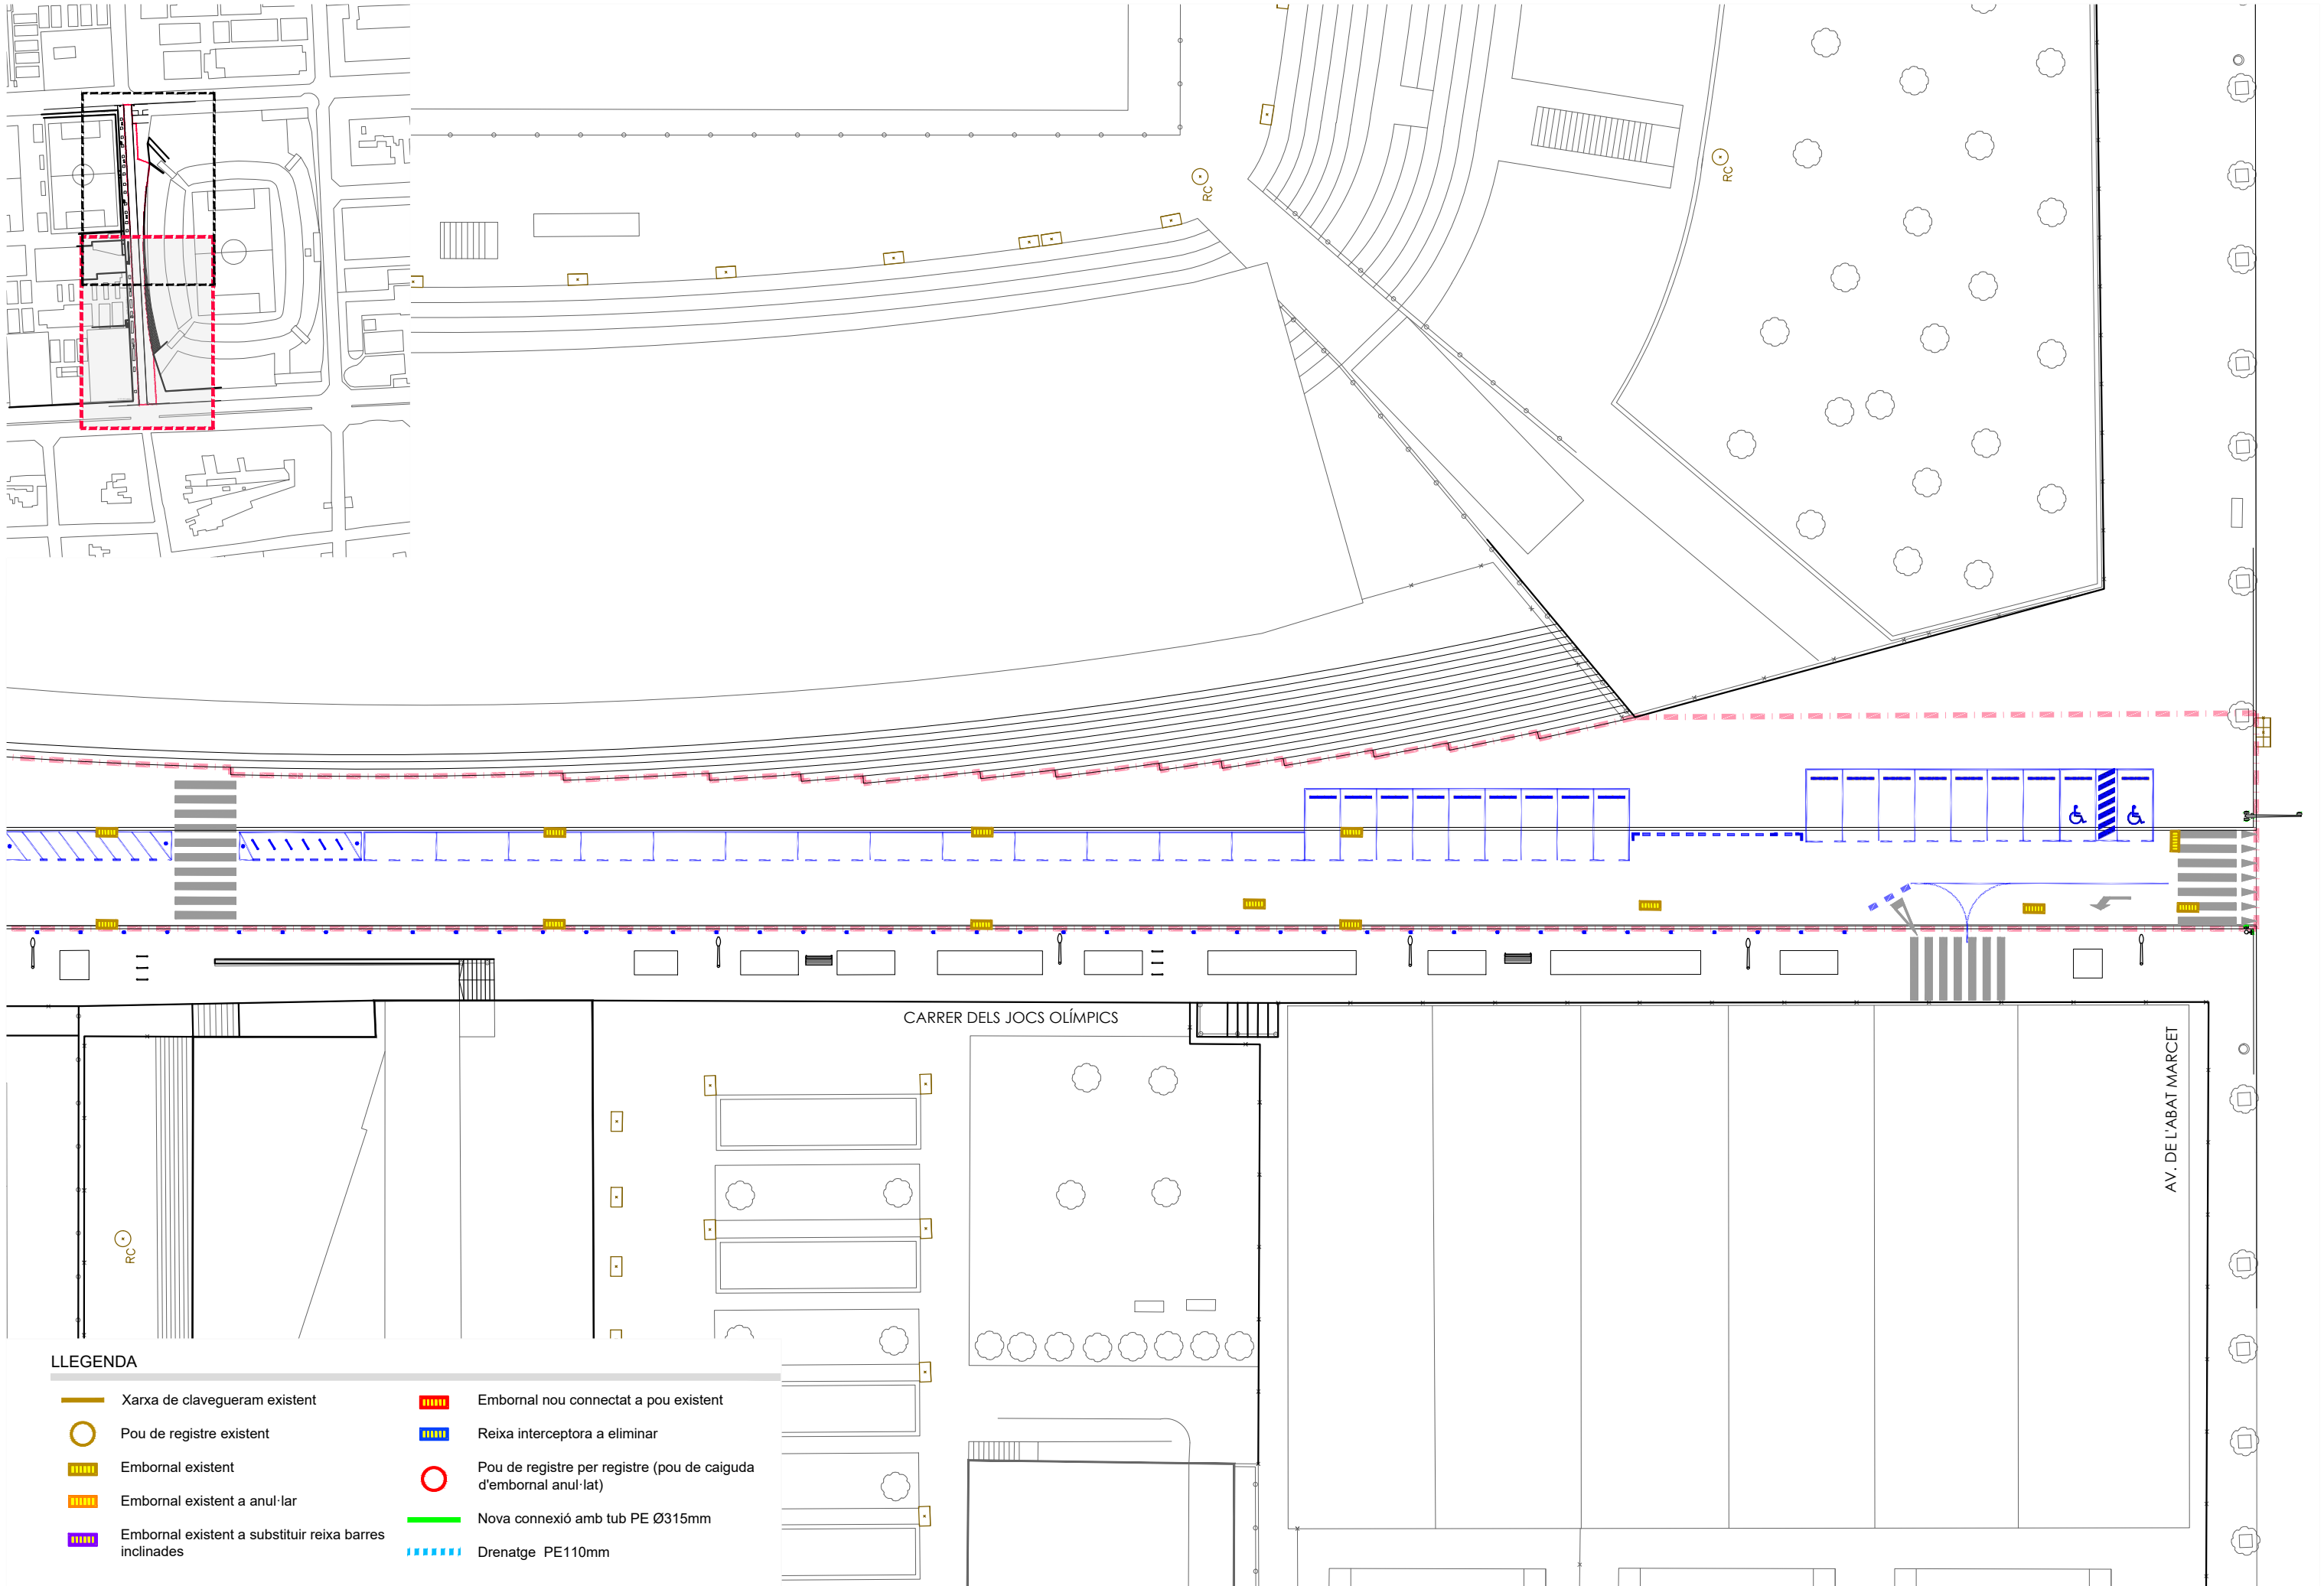 RC
RC
CARRER DELS JOCS OLÍMPICS
AV. DE L'ABAT MARCET
RC
LLEGENDA
Xarxa de clavegueram existent
Pou de registre existent
Embornal existent
Embornal existent a anul·lar
Embornal existent a substituir reixa barres
inclinades
Embornal nou connectat a pou existent
Reixa interceptora a eliminar
Pou de registre per registre (pou de caiguda
d'embornal anul·lat)
Nova connexió amb tub PE Ø315mm
Drenatge PE110mm